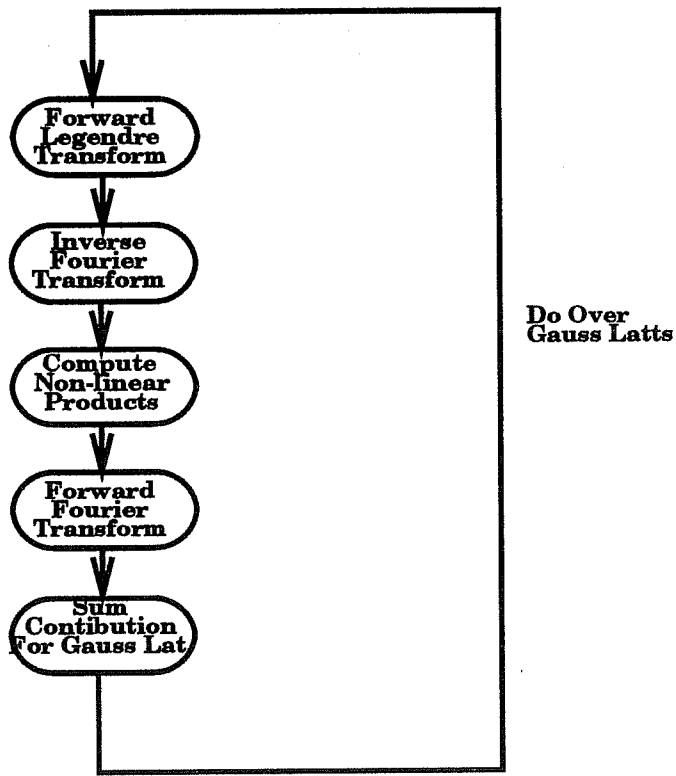 Forward
Legendre
Transform
Inverse
Fourier
Transform
Compute
Non-linear
Products
Forward
Fourier
Transform
Sum
Contibution
For Gauss Lat
Do Over
Gauss Latts